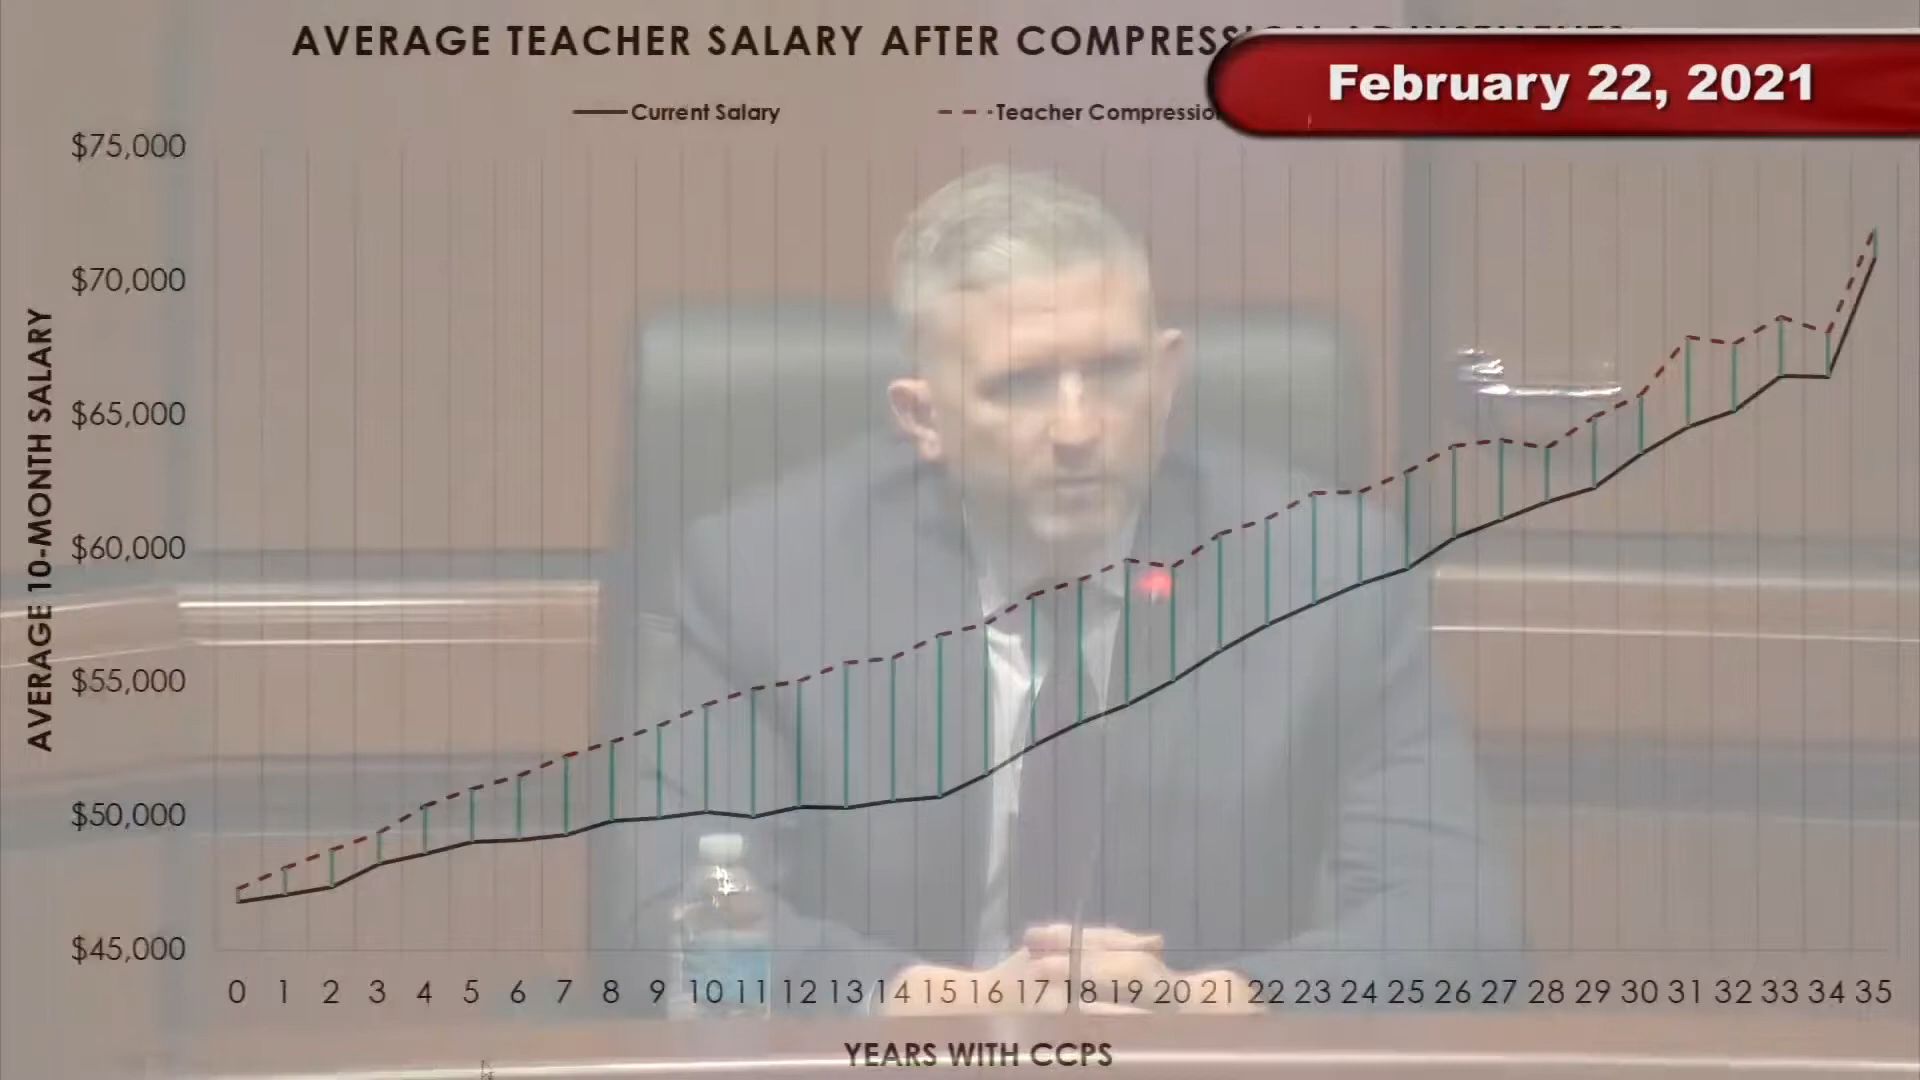 AVERAGE TEACHER SALARY AFTER
February 22, 2021
Current Salary
Teacher Compression
$75,000
$70,000
$65,000
$60,000
$55,000
$50,000
$45,000
AVERAGE 10-MONTH SALARY
0 1 2 3 4 5 6 7 8 9 10 11 12 13 14 15 16 17 18 19 20 21 22 23 24 25 26 27 28 29 30 31 32 33 34 35
YEARS WITH CCPS